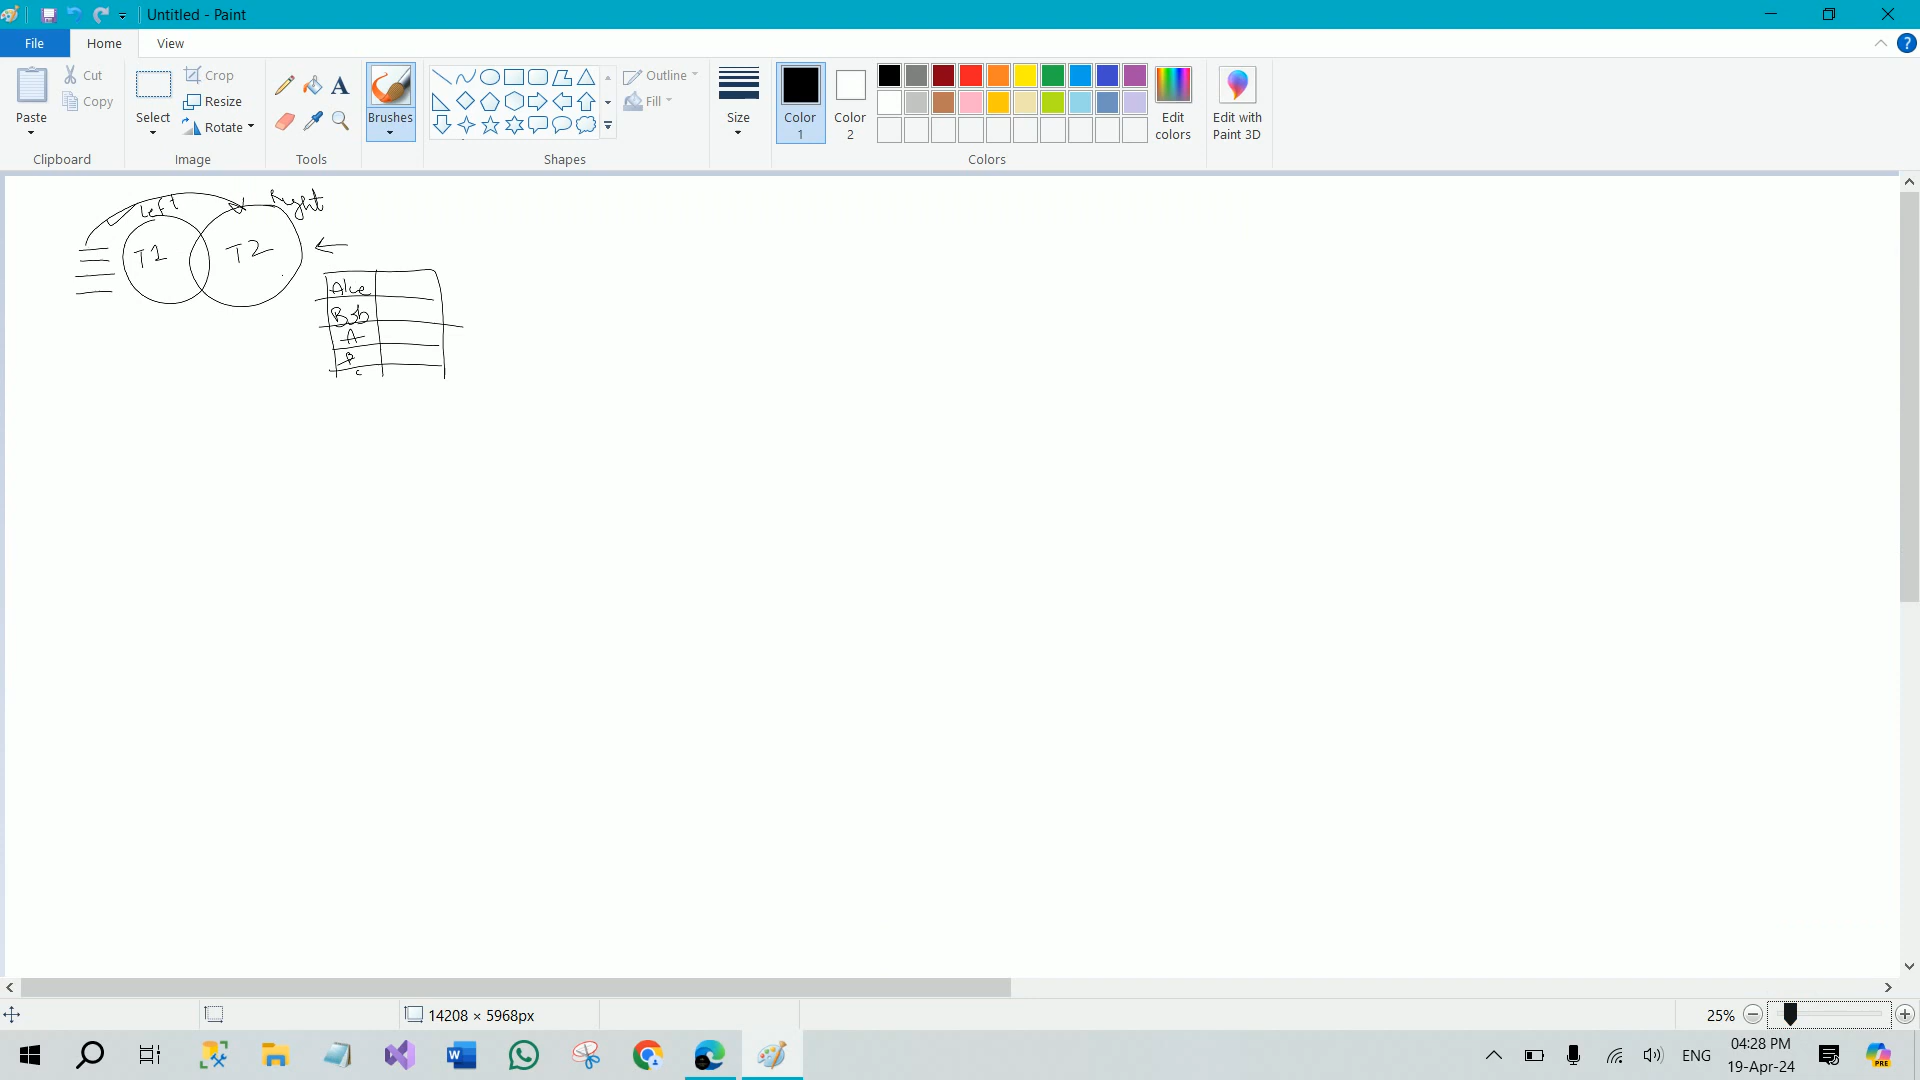 Untitled - Paint
File
Home
View
Paste
Cut
Copy
Clipboard
Select
Crop
Resize
Rotate
Image
Tools
Brushes
Shapes
Outline
Fill
Size
Color 1
Color 2
Colors
Edit colors
Edit with Paint 3D
Left
Right
T1
T2
Alice
Bob
A
B
c
14208 × 5968px
25%
ENG
04:28 PM
19-Apr-24
PRE